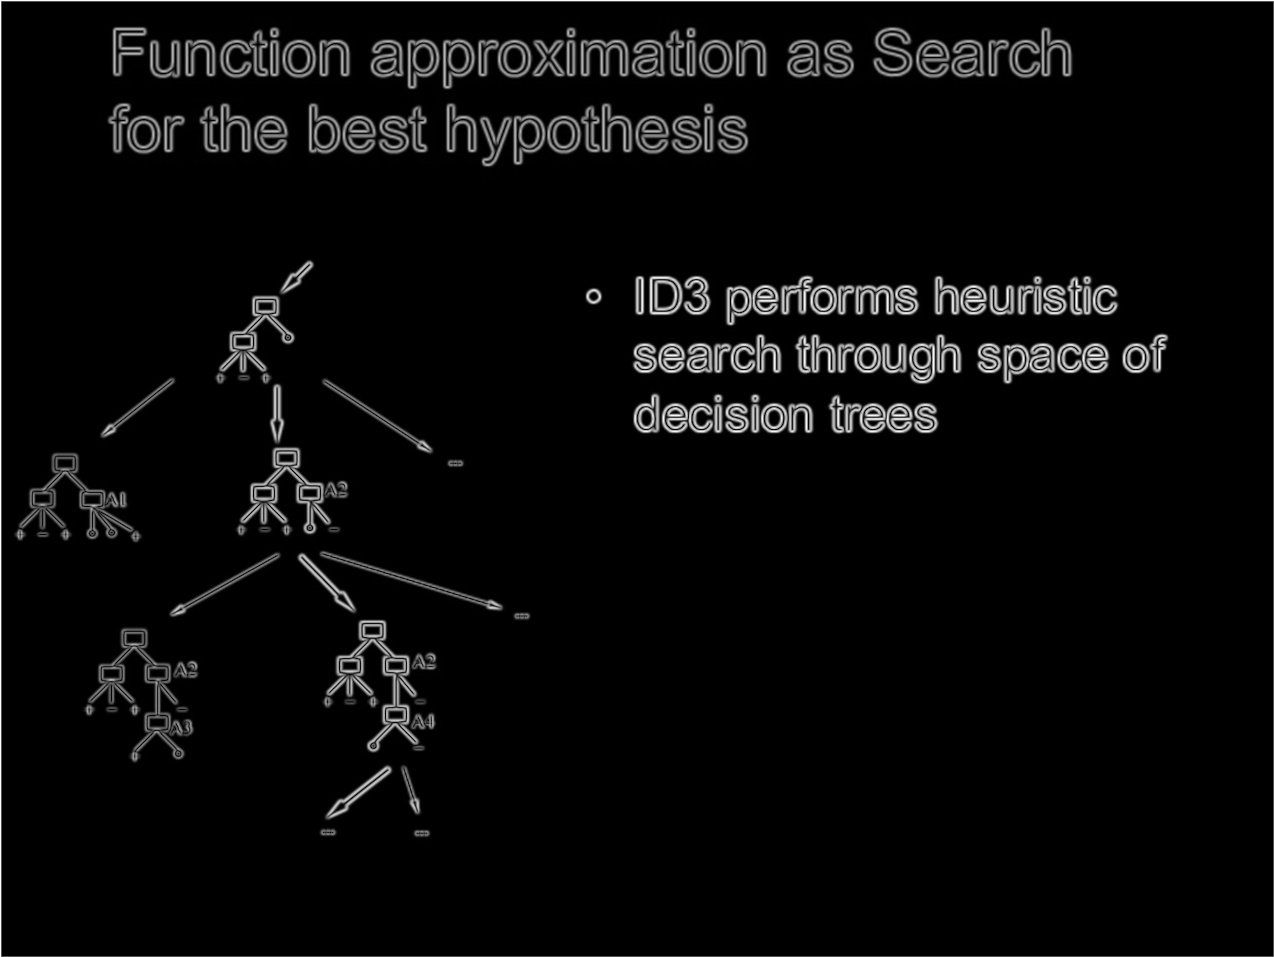 Function approximation as Search
for the best hypothesis
• ID3 performs heuristic
search through space of
decision trees
+ − +
...
A1
A2
+ − + +
+ − + −
...
A2
A2
+ − + −
+ − + −
A3
A4
+
−
... ...